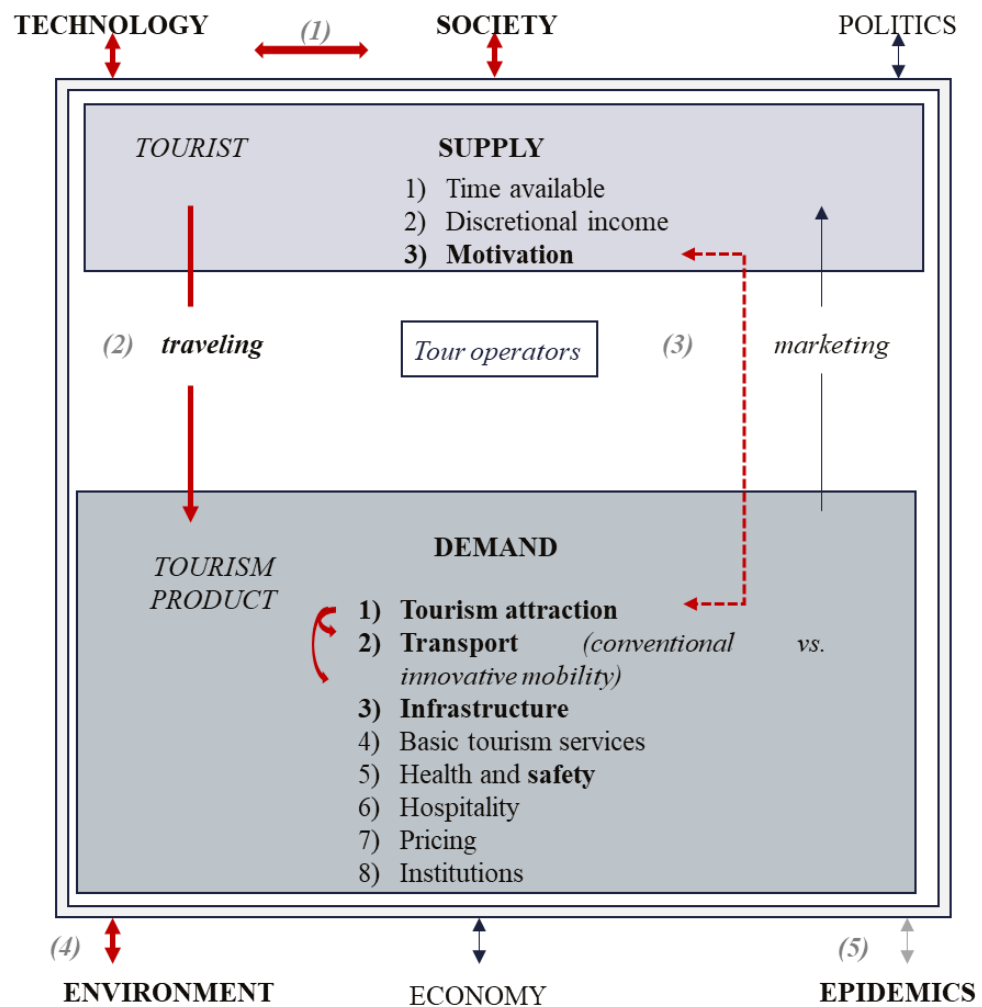 TECHNOLOGY (1) SOCIETY POLITICS
TOURIST SUPPLY
1) Time available
2) Discretional income
3) Motivation
(2) traveling Tour operators (3) marketing
DEMAND
TOURISM
PRODUCT
1) Tourism attraction
2) Transport (conventional vs.
innovative mobility)
3) Infrastructure
4) Basic tourism services
5) Health and safety
6) Hospitality
7) Pricing
8) Institutions
(4) (5)
ENVIRONMENT ECONOMY EPIDEMICS